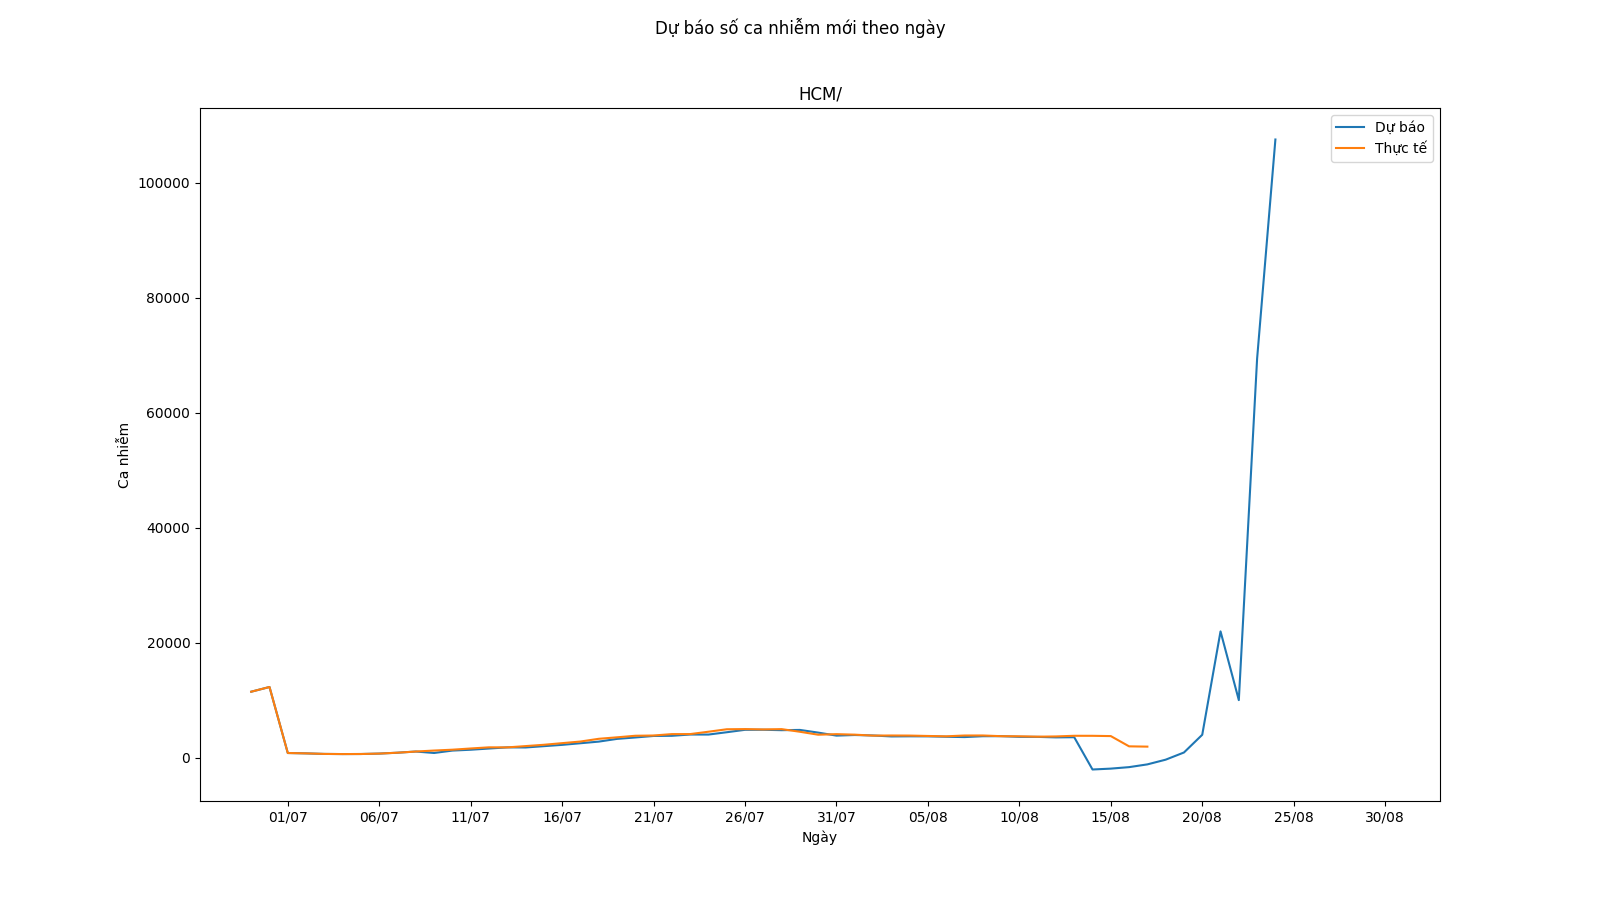 Dự báo số ca nhiễm mới theo ngày
HCM/
Dự báo
Thực tế
100000
80000
60000
40000
20000
0
Ca nhiễm
01/07 06/07 11/07 16/07 21/07 26/07 31/07 05/08 10/08 15/08 20/08 25/08 30/08
Ngày